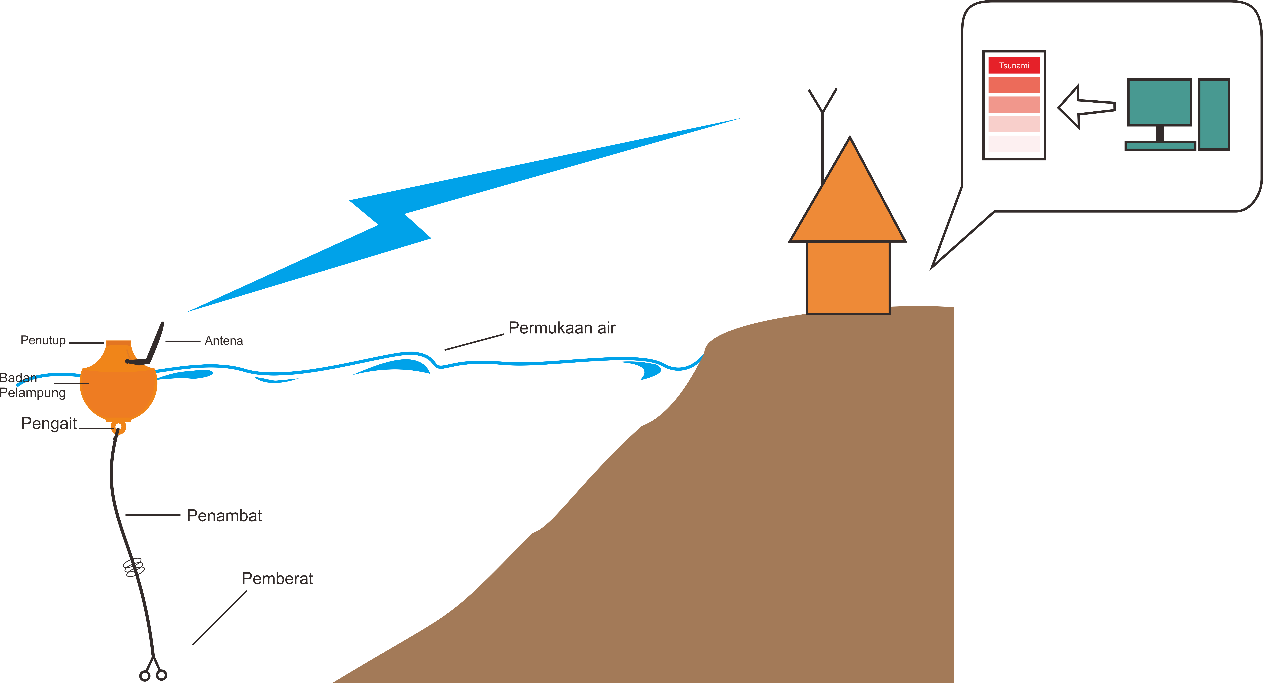 Tsunami
Permukaan air
Penutup
Antena
Badan
Pelampung
Pengait
Penambat
Pemberat